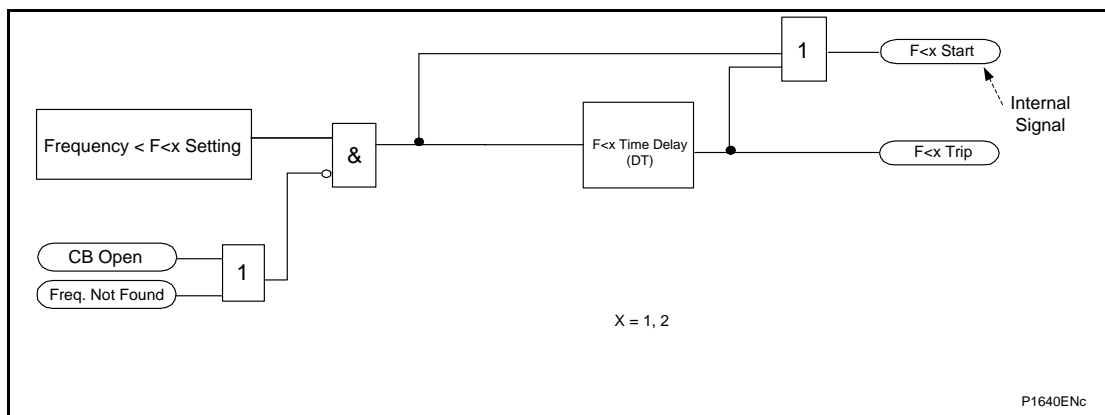 1
F<x Start
Internal
Signal
Frequency < F<x Setting
&
F<x Time Delay
(DT)
F<x Trip
CB Open
1
Freq. Not Found
X = 1, 2
P1640ENc